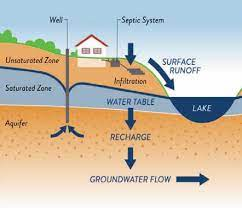 Well
Septic System
Unsaturated Zone
SURFACE
RUNOFF
Infiltration
Saturated Zone
WATER TABLE
LAKE
Aquifer
RECHARGE
GROUNDWATER FLOW